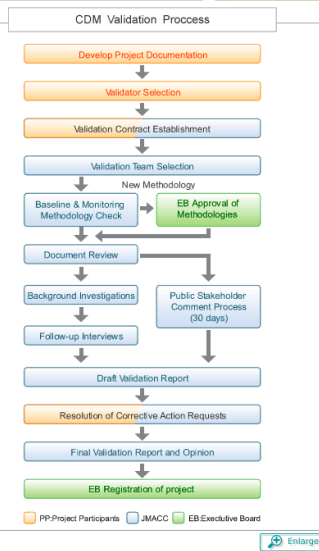 CDM Validation Proccess
Develop Project Documentation
Validator Selection
Validation Contract Establishment
Validation Team Selection
New Methodology
Baseline & Monitoring
Methodology Check
EB Approval of
Methodologies
Document Review
Background Investigations
Public Stakeholder
Comment Process
(30 days)
Follow-up Interviews
Draft Validation Report
Resolution of Corrective Action Requests
Final Validation Report and Opinion
EB Registration of project
PP:Project Participants JMACC EB:Exectutive Board
Enlarge